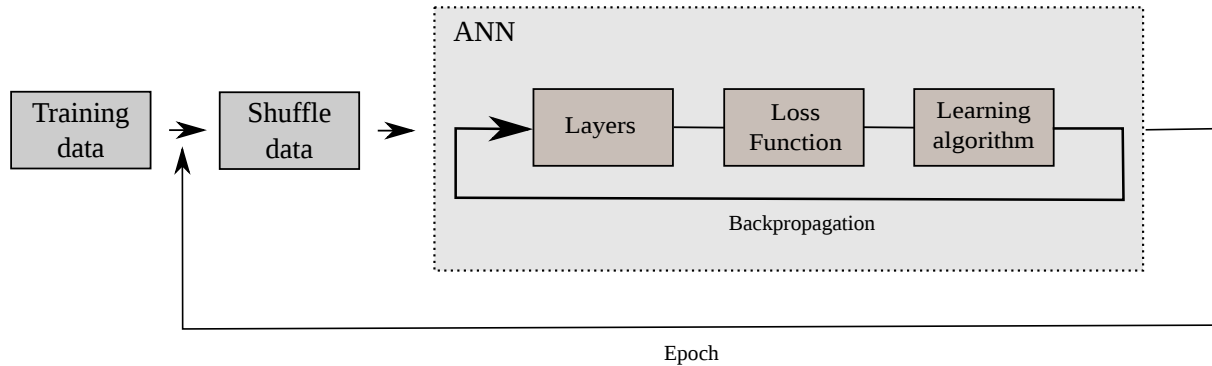 ANN
Training
data
Shuffle
data
Layers
Loss
Function
Learning
algorithm
Backpropagation
Epoch